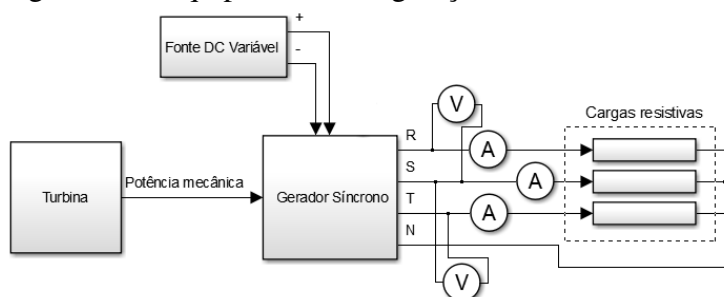 +
Fonte DC Variável
-
V
Cargas resistivas
R
A
S
Turbina
Potência mecânica
Gerador Síncrono
A
T
A
N
V